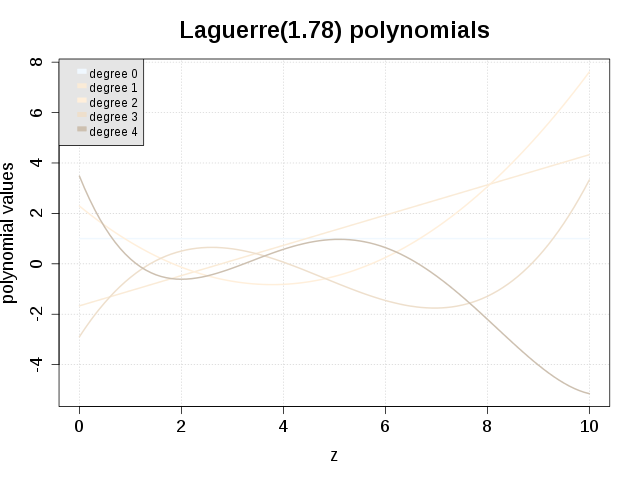 Laguerre(1.78) polynomials
degree 0
degree 1
degree 2
degree 3
degree 4
polynomial values
8
6
4
2
0
-2
-4
0 2 4 6 8 10
z